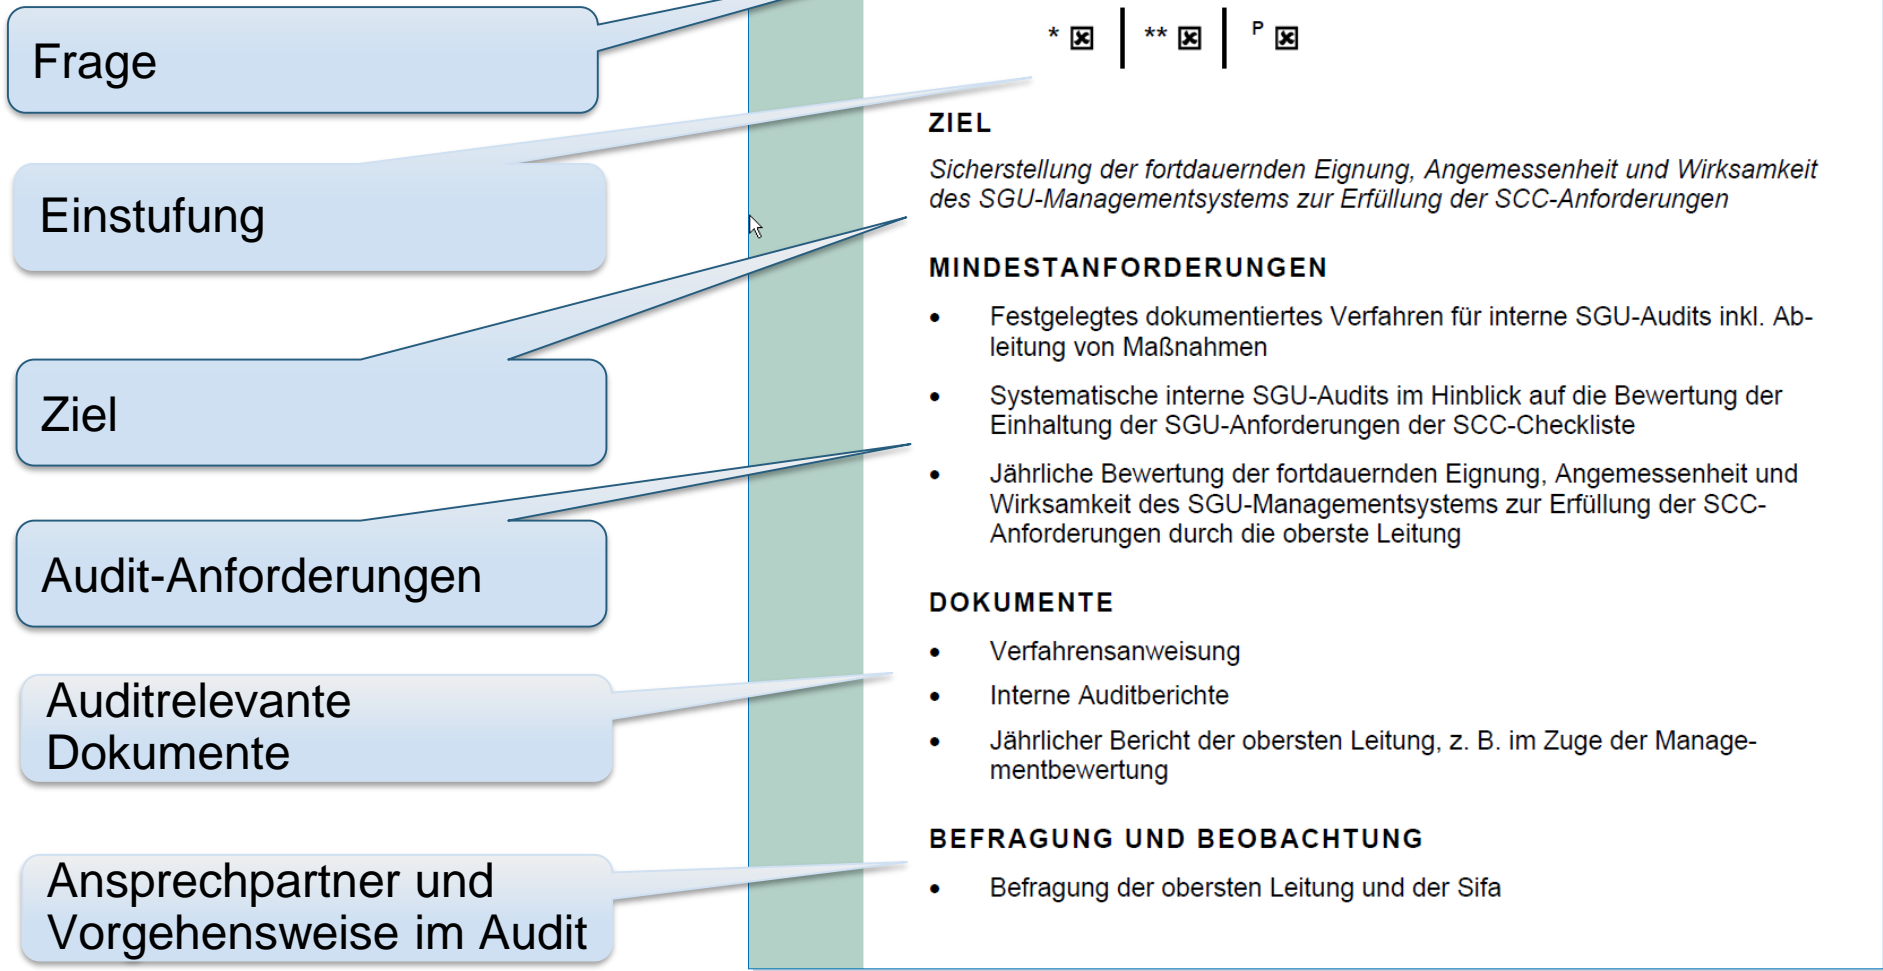 Frage
Einstufung
Ziel
Audit-Anforderungen
Auditrelevante
Dokumente
Ansprechpartner und
Vorgehensweise im Audit
* ☒ | ** ☒ | P ☒
ZIEL
Sicherstellung der fortdauernden Eignung, Angemessenheit und Wirksamkeit
des SGU-Managementsystems zur Erfüllung der SCC-Anforderungen
MINDESTANFORDERUNGEN
• Festgelegtes dokumentiertes Verfahren für interne SGU-Audits inkl. Ab-
leitung von Maßnahmen
• Systematische interne SGU-Audits im Hinblick auf die Bewertung der
Einhaltung der SGU-Anforderungen der SCC-Checkliste
• Jährliche Bewertung der fortdauernden Eignung, Angemessenheit und
Wirksamkeit des SGU-Managementsystems zur Erfüllung der SCC-
Anforderungen durch die oberste Leitung
DOKUMENTE
• Verfahrensanweisung
• Interne Auditberichte
• Jährlicher Bericht der obersten Leitung, z. B. im Zuge der Manage-
mentbewertung
BEFRAGUNG UND BEOBACHTUNG
• Befragung der obersten Leitung und der Sifa